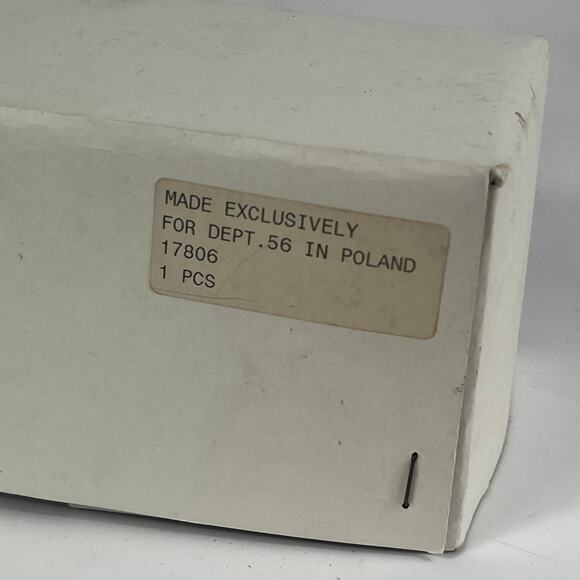 MADE EXCLUSIVELY
FOR DEPT.56 IN POLAND
17806
1 PCS